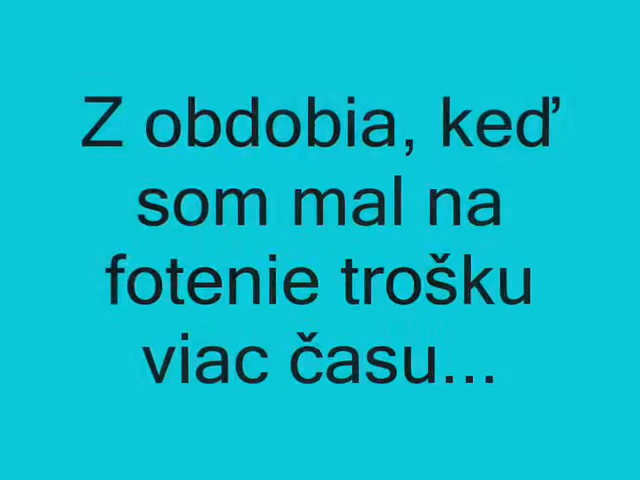 Z obdobia, keď
som mal na
fotenie trošku
viac času...